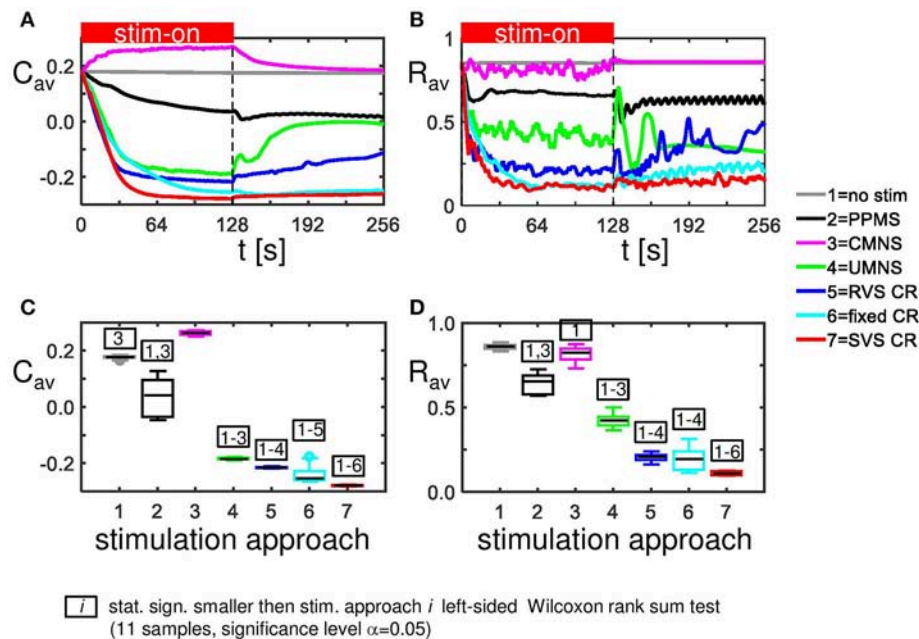 A
stim-on
C_av
0.2
0.0
-0.2
0 64 128 192 256
t [s]
B
stim-on
R_av
1
0.5
0
0 64 128 192 256
t [s]
1=no stim
2=PPMS
3=CMNS
4=UMNS
5=RVS CR
6=fixed CR
7=SVS CR
C
C_av
0.2
0.0
-0.2
3
1,3
1-3
1-4
1-5
1-6
1 2 3 4 5 6 7
stimulation approach
D
R_av
1.0
0.5
0
1,3
1
1-3
1-4
1-4
1-6
1 2 3 4 5 6 7
stimulation approach
i stat. sign. smaller then stim. approach i left-sided Wilcoxon rank sum test
(11 samples, significance level α=0.05)